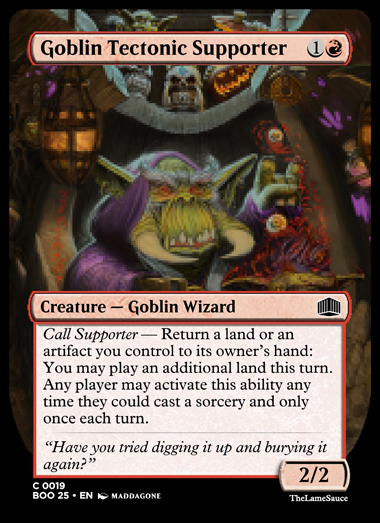 Goblin Tectonic Supporter 1
Creature — Goblin Wizard
Call Supporter — Return a land or an
artifact you control to its owner's hand:
You may play an additional land this turn.
Any player may activate this ability any
time they could cast a sorcery and only
once each turn.
“Have you tried digging it up and burying it
again?”
2/2
C 0019
BOO 25 • EN MADDAGONE
TheLameSauce